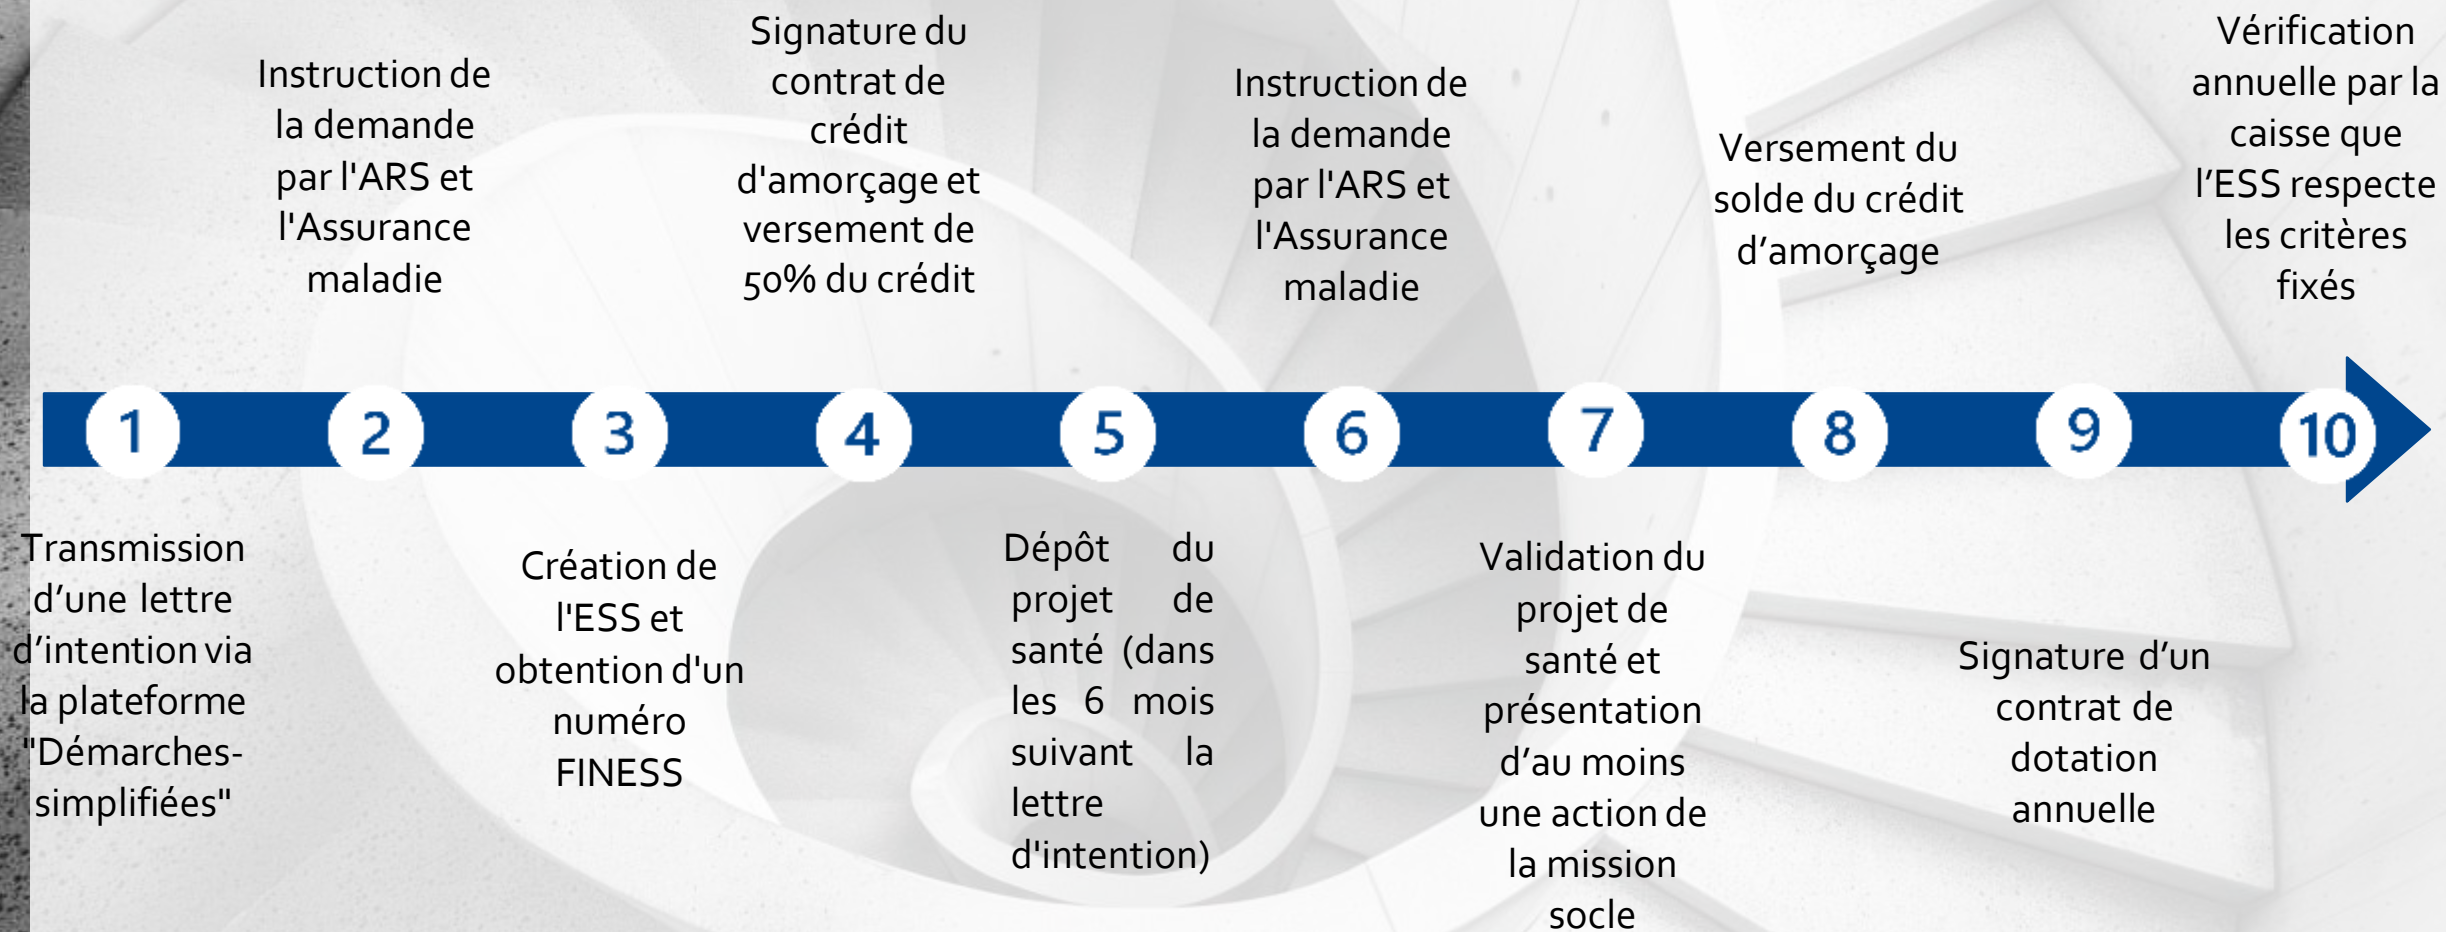 1
Transmission
d’une lettre
d’intention via
la plateforme
"Démarches-
simplifiées"
2
Instruction de
la demande
par l'ARS et
l'Assurance
maladie
3
Création de
l'ESS et
obtention d'un
numéro
FINESS
4
Signature du
contrat de
crédit
d'amorçage et
versement de
50% du crédit
5
Dépôt du
projet de
santé (dans
les 6 mois
suivant la
lettre
d'intention)
6
Instruction de
la demande
par l'ARS et
l'Assurance
maladie
7
Validation du
projet de
santé et
présentation
d’au moins
une action de
la mission
socle
8
Versement du
solde du crédit
d’amorçage
9
Signature d’un
contrat de
dotation
annuelle
10
Vérification
annuelle par la
caisse que
l’ESS respecte
les critères
fixés